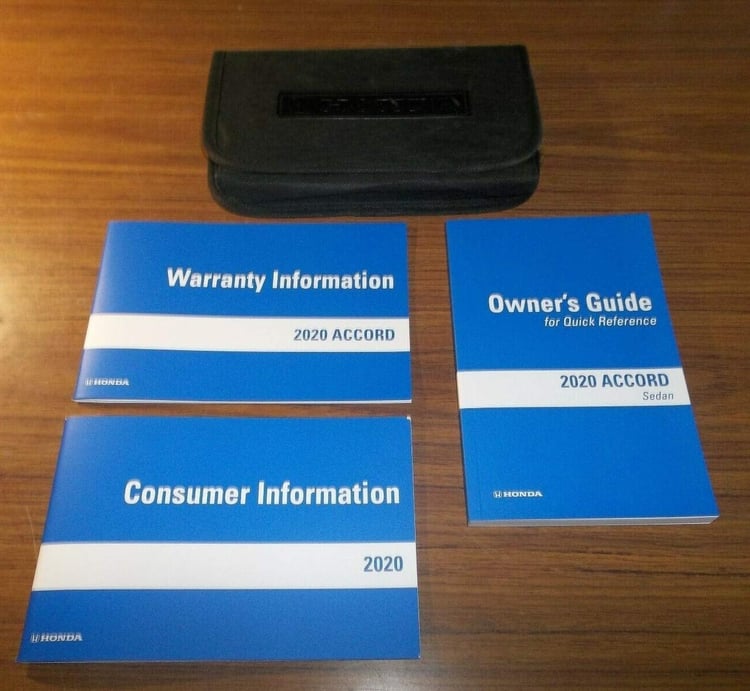 Warranty Information
2020 ACCORD
HONDA
Owner's Guide
for Quick Reference
2020 ACCORD
Sedan
HONDA
Consumer Information
2020
HONDA